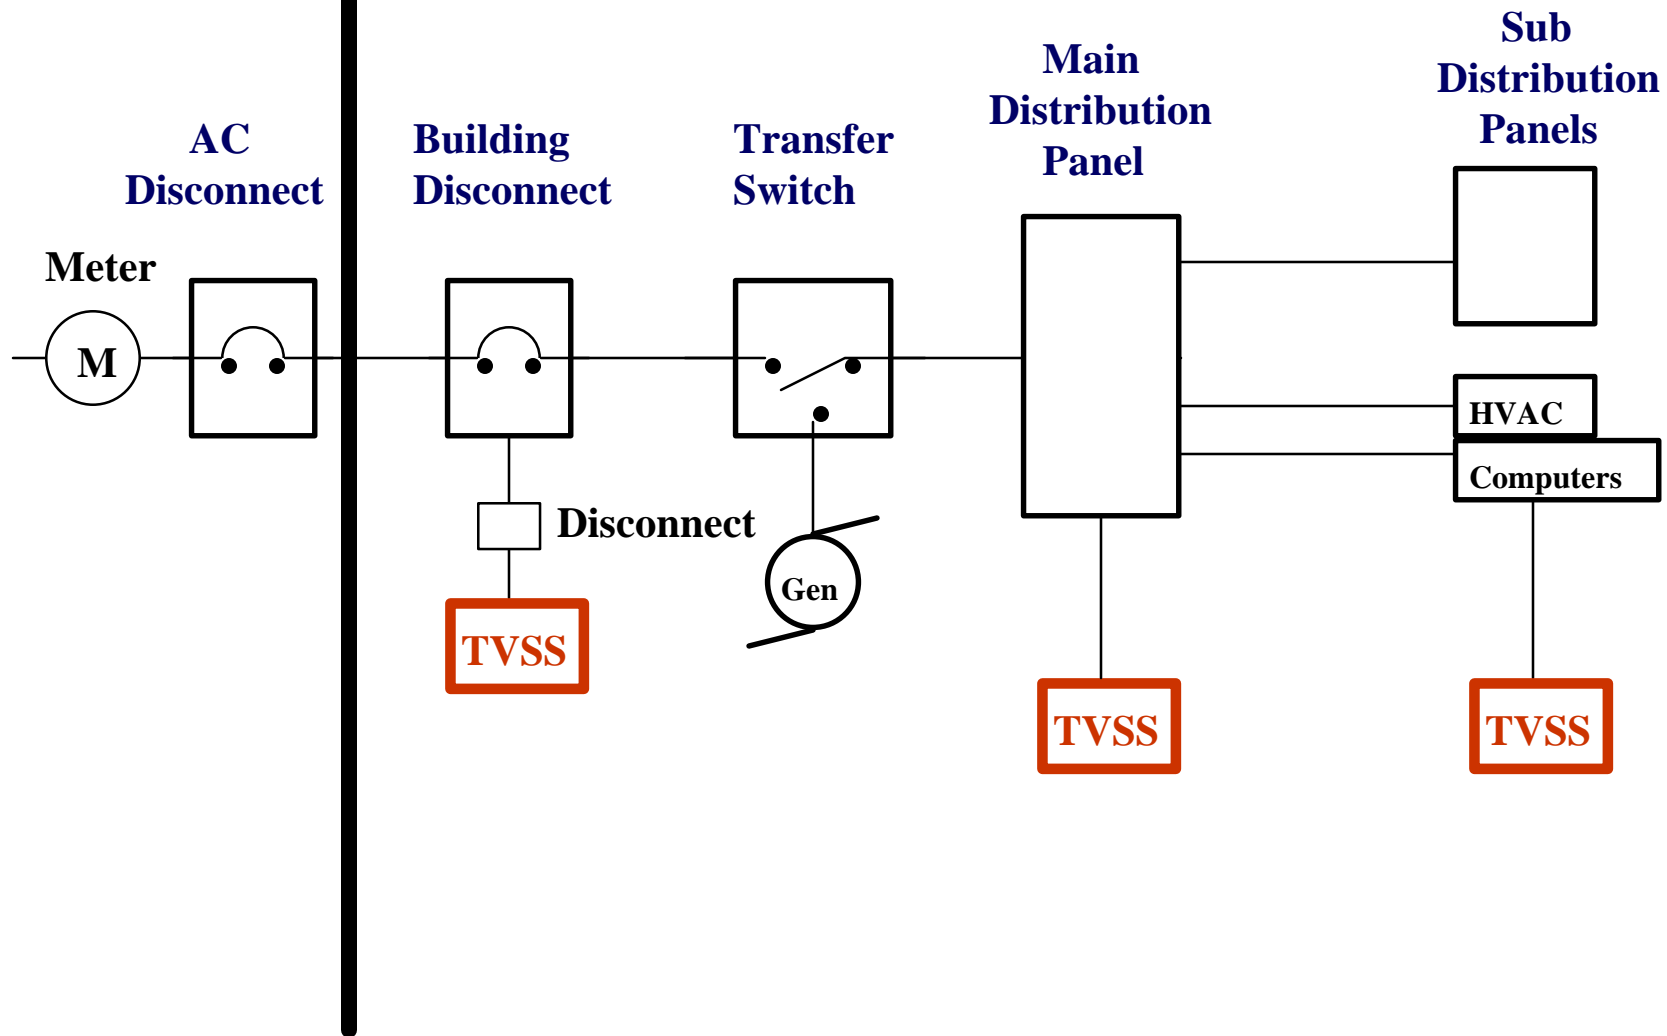 AC
Disconnect
Building
Disconnect
Transfer
Switch
Main
Distribution
Panel
Sub
Distribution
Panels
Meter
M
HVAC
Computers
Disconnect
Gen
TVSS
TVSS
TVSS